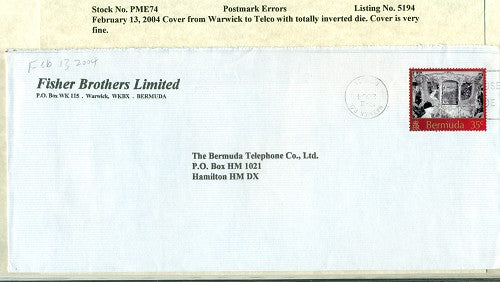 Stock No. PME74 Postmark Errors Listing No. 5194
February 13, 2004 Cover from Warwick to Telco with totally inverted die. Cover is very
fine.
Feb 13 2004
Fisher Brothers Limited
P.O. Box WK 115 . Warwick, WKBX . BERMUDA
Bermuda 35c
The Bermuda Telephone Co., Ltd.
P.O. Box HM 1021
Hamilton HM DX